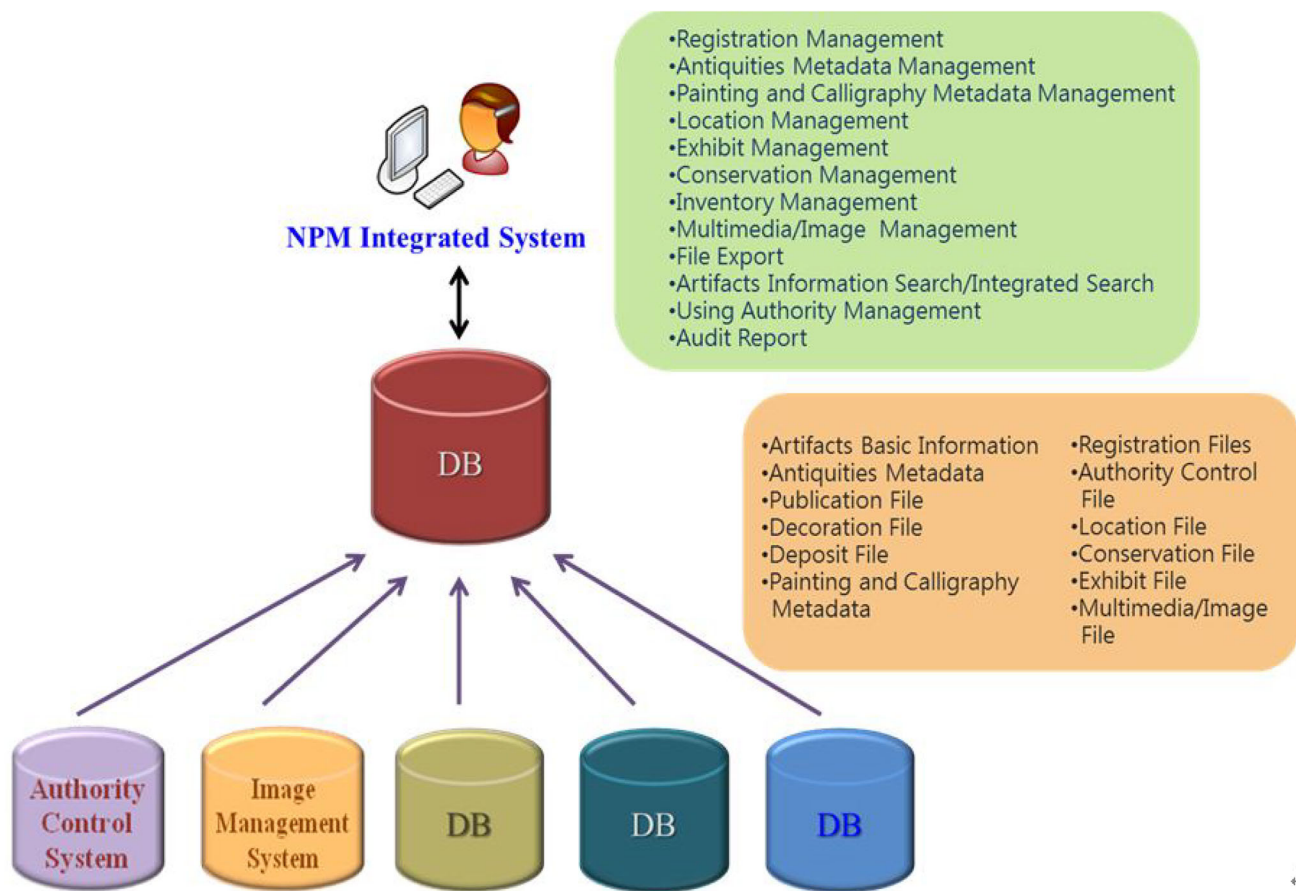 •Registration Management
•Antiquities Metadata Management
•Painting and Calligraphy Metadata Management
•Location Management
•Exhibit Management
•Conservation Management
•Inventory Management
•Multimedia/Image Management
•File Export
•Artifacts Information Search/Integrated Search
•Using Authority Management
•Audit Report
NPM Integrated System
DB
•Artifacts Basic Information
•Antiquities Metadata
•Publication File
•Decoration File
•Deposit File
•Painting and Calligraphy
Metadata
•Registration Files
•Authority Control
File
•Location File
•Conservation File
•Exhibit File
•Multimedia/Image
File
Authority
Control
System
Image
Management
System
DB
DB
DB